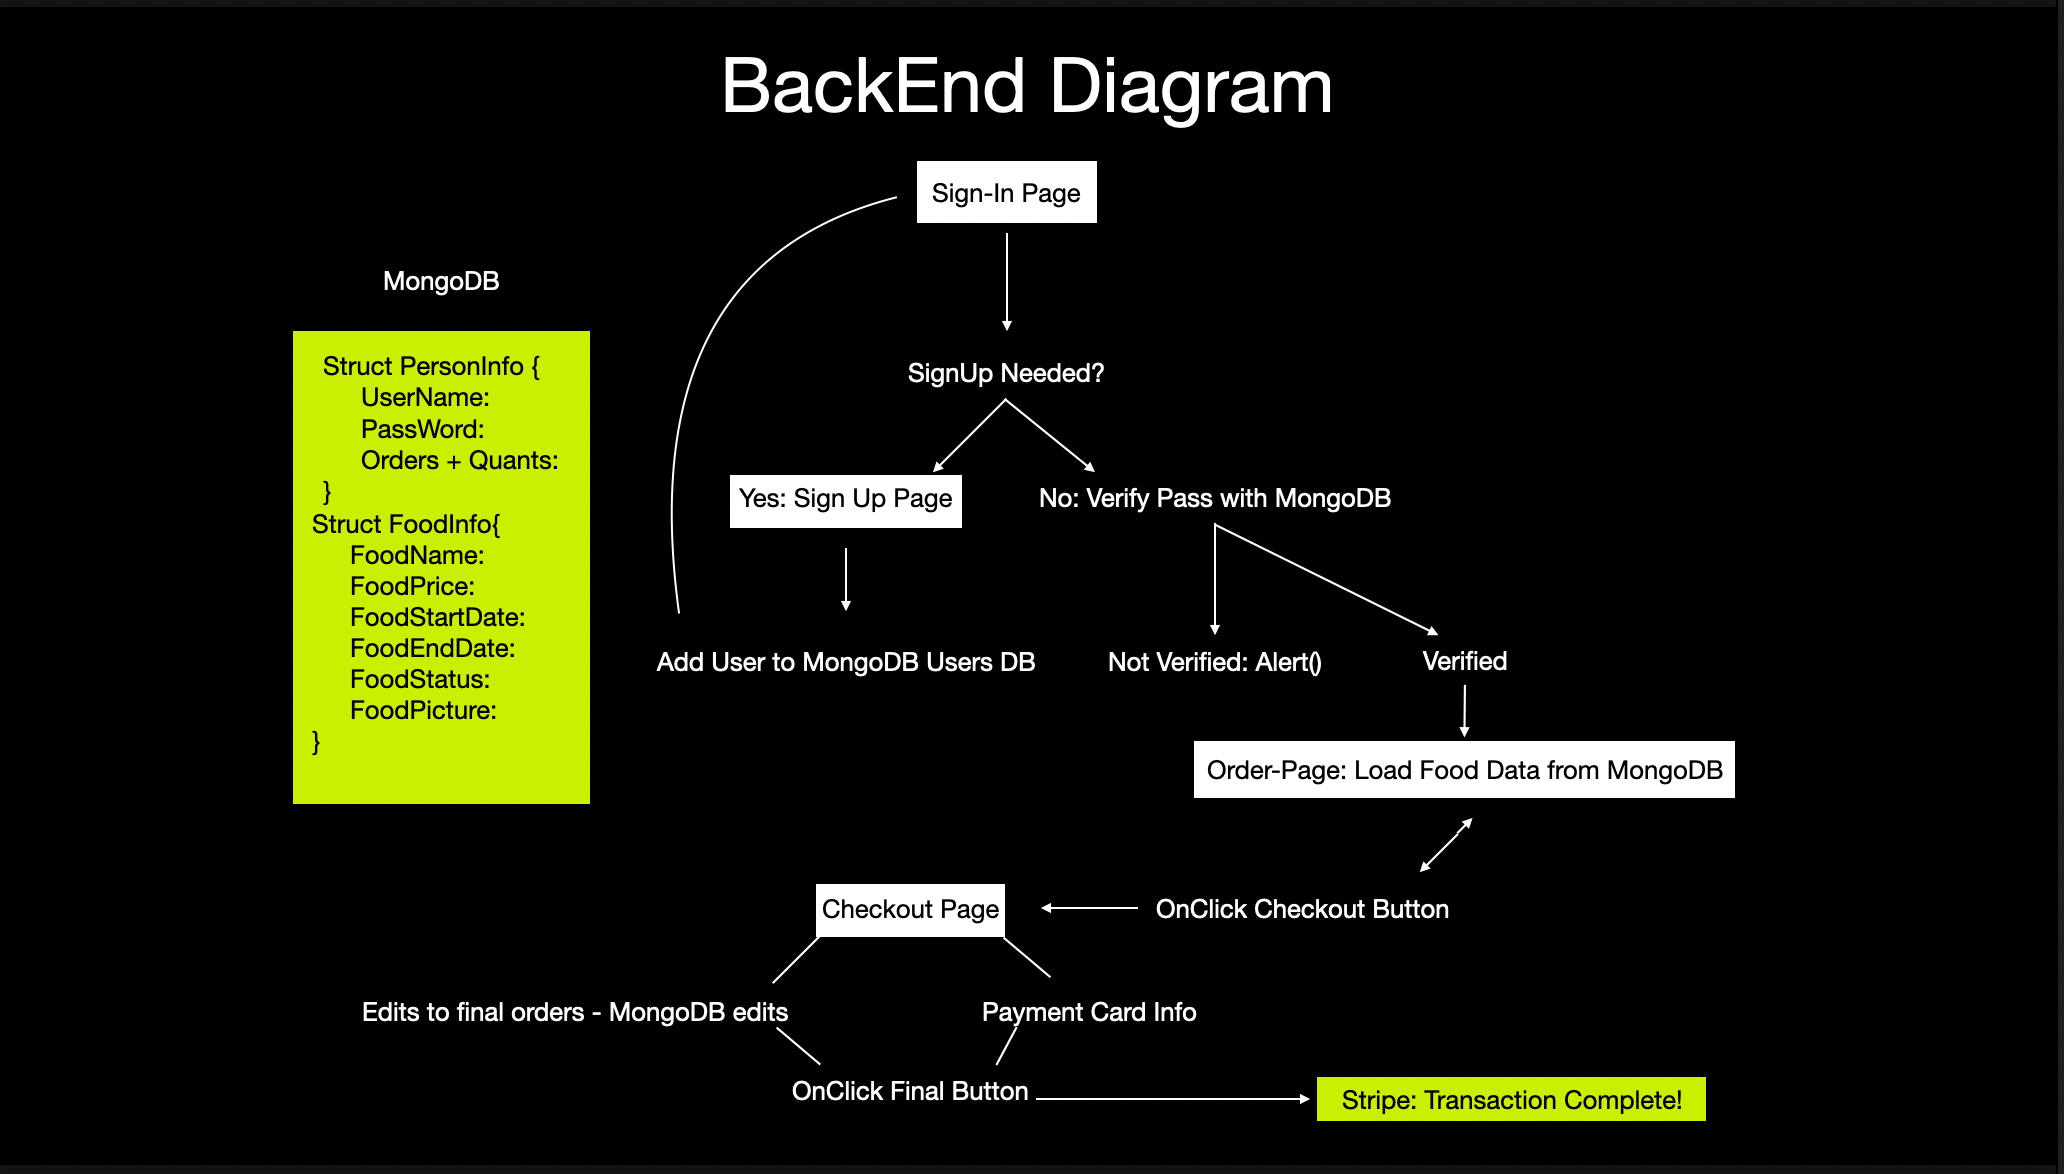 BackEnd Diagram
Sign-In Page
MongoDB
Struct PersonInfo {
UserName:
PassWord:
Orders + Quants:
}
Struct FoodInfo{
FoodName:
FoodPrice:
FoodStartDate:
FoodEndDate:
FoodStatus:
FoodPicture:
}
SignUp Needed?
Yes: Sign Up Page
No: Verify Pass with MongoDB
Add User to MongoDB Users DB
Not Verified: Alert()
Verified
Order-Page: Load Food Data from MongoDB
OnClick Checkout Button
Checkout Page
Edits to final orders - MongoDB edits
Payment Card Info
OnClick Final Button
Stripe: Transaction Complete!